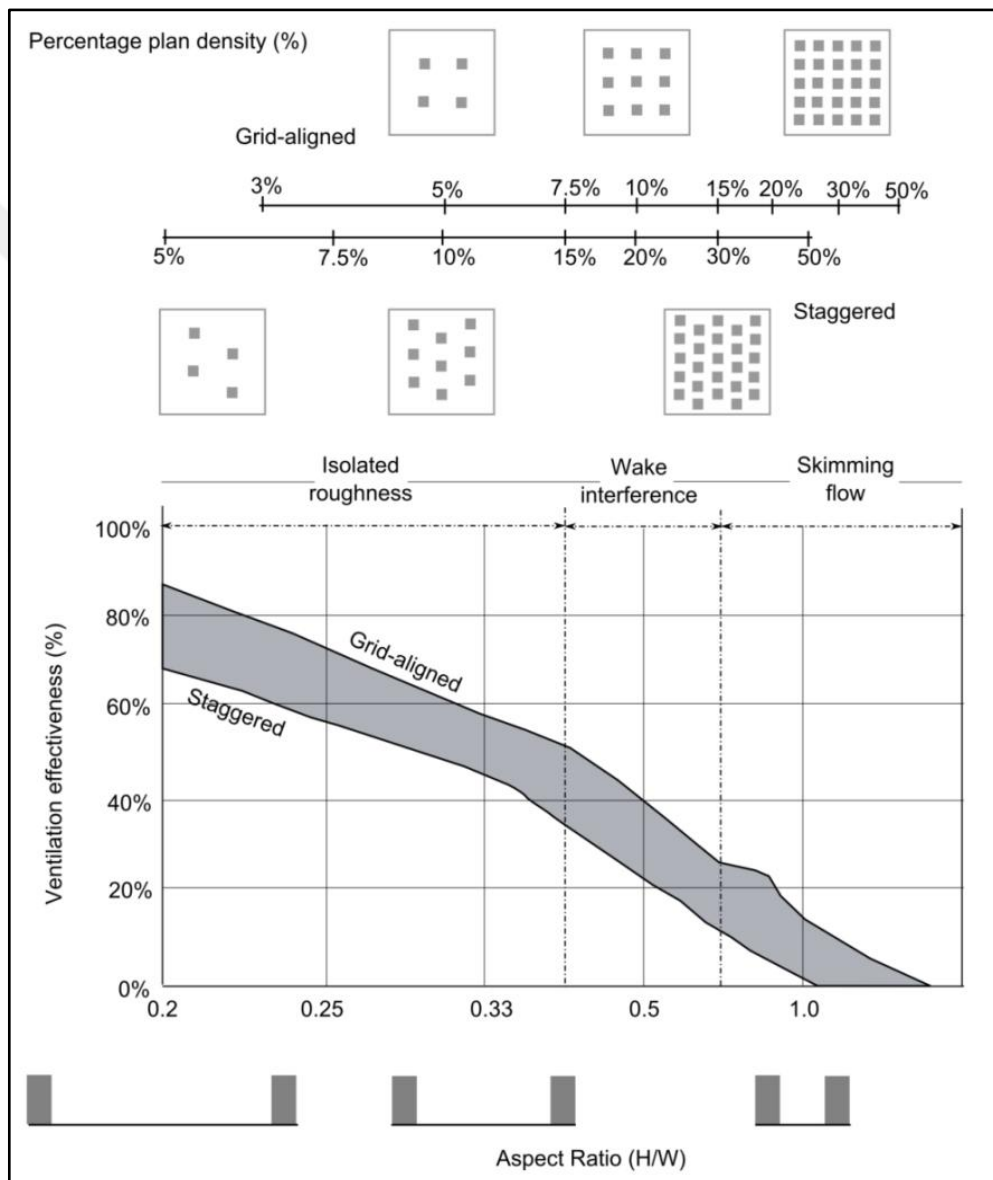 Percentage plan density (%)
Grid-aligned
3% 5% 7.5% 10% 15% 20% 30% 50%
5% 7.5% 10% 15% 20% 30% 50%
Staggered
Isolated
roughness
Wake
interference
Skimming
flow
100%
80%
60%
40%
20%
0%
Ventilation effectiveness (%)
Grid-aligned
Staggered
0.2 0.25 0.33 0.5 1.0
Aspect Ratio (H/W)